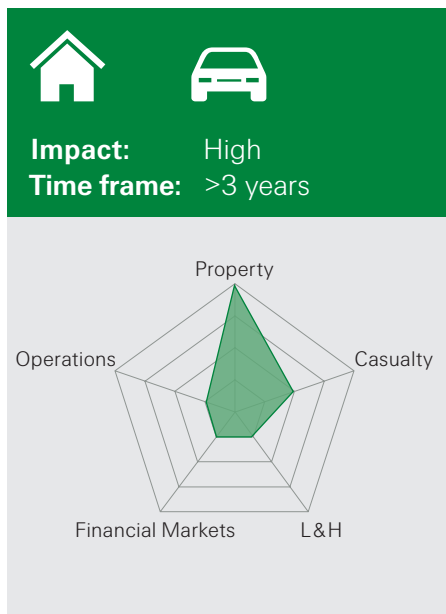 Impact: High
Time frame: >3 years
Property
Operations
Casualty
Financial Markets
L&H